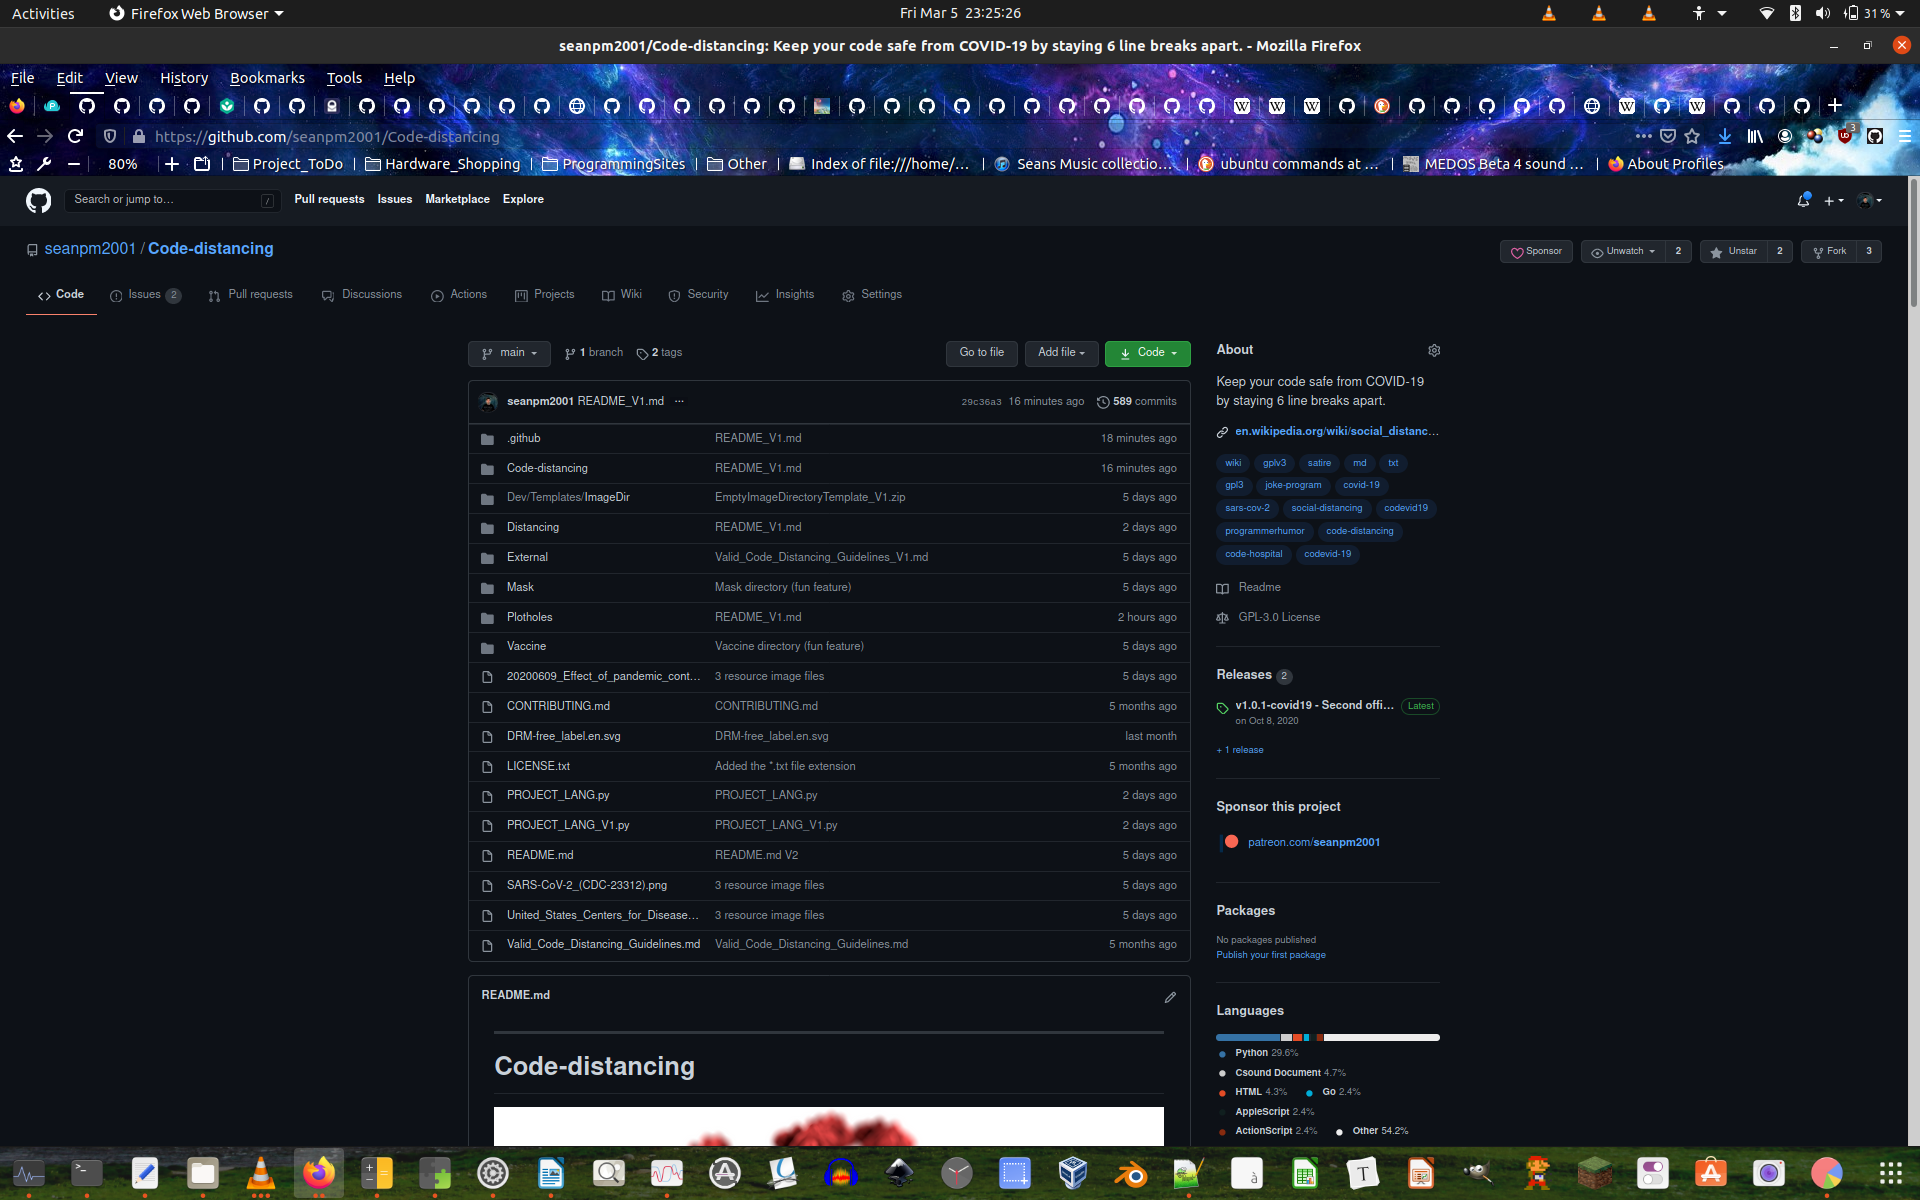 Activities
Firefox Web Browser
Fri Mar 5 23:25:26
31 %
seanpm2001/Code-distancing: Keep your code safe from COVID-19 by staying 6 line breaks apart. - Mozilla Firefox
File Edit View History Bookmarks Tools Help
https://github.com/seanpm2001/Code-distancing
3
80%
Project_ToDo
Hardware_Shopping
ProgrammingSites
Other
Index of file:///home/...
Seans Music collectio...
ubuntu commands at ...
MEDOS Beta 4 sound ...
About Profiles
Search or jump to...
/
Pull requests Issues Marketplace Explore
seanpm2001 / Code-distancing
Sponsor
Unwatch 2
Unstar 2
Fork 3
Code
Issues 2
Pull requests
Discussions
Actions
Projects
Wiki
Security
Insights
Settings
main
1 branch
2 tags
Go to file
Add file
Code
seanpm2001 README_V1.md ... 29c36a3 16 minutes ago 589 commits
.github README_V1.md 18 minutes ago
Code-distancing README_V1.md 16 minutes ago
Dev/Templates/ImageDir EmptyImageDirectoryTemplate_V1.zip 5 days ago
Distancing README_V1.md 2 days ago
External Valid_Code_Distancing_Guidelines_V1.md 5 days ago
Mask Mask directory (fun feature) 5 days ago
Plotholes README_V1.md 2 hours ago
Vaccine Vaccine directory (fun feature) 5 days ago
20200609_Effect_of_pandemic_cont... 3 resource image files 5 days ago
CONTRIBUTING.md CONTRIBUTING.md 5 months ago
DRM-free_label.en.svg DRM-free_label.en.svg last month
LICENSE.txt Added the *.txt file extension 5 months ago
PROJECT_LANG.py PROJECT_LANG.py 2 days ago
PROJECT_LANG_V1.py PROJECT_LANG_V1.py 2 days ago
README.md README.md V2 5 days ago
SARS-CoV-2_(CDC-23312).png 3 resource image files 5 days ago
United_States_Centers_for_Disease... 3 resource image files 5 days ago
Valid_Code_Distancing_Guidelines.md Valid_Code_Distancing_Guidelines.md 5 months ago
README.md
Code-distancing
About
Keep your code safe from COVID-19
by staying 6 line breaks apart.
en.wikipedia.org/wiki/social_distanc...
wiki gplv3 satire md txt
gpl3 joke-program covid-19
sars-cov-2 social-distancing codevid19
programmerhumor code-distancing
code-hospital codevid-19
Readme
GPL-3.0 License
Releases 2
v1.0.1-covid19 - Second offi... Latest
on Oct 8, 2020
+ 1 release
Sponsor this project
patreon.com/seanpm2001
Packages
No packages published
Publish your first package
Languages
Python 29.6%
Csound Document 4.7%
HTML 4.3% Go 2.4%
AppleScript 2.4%
ActionScript 2.4% Other 54.2%